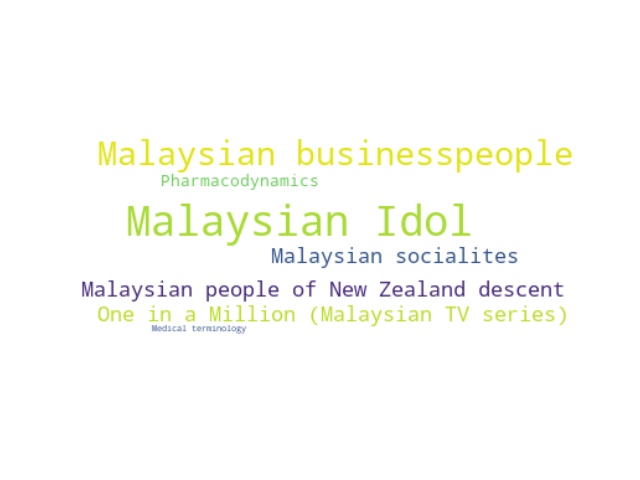 Malaysian businesspeople
Pharmacodynamics
Malaysian Idol
Malaysian socialites
Malaysian people of New Zealand descent
One in a Million (Malaysian TV series)
Medical terminology